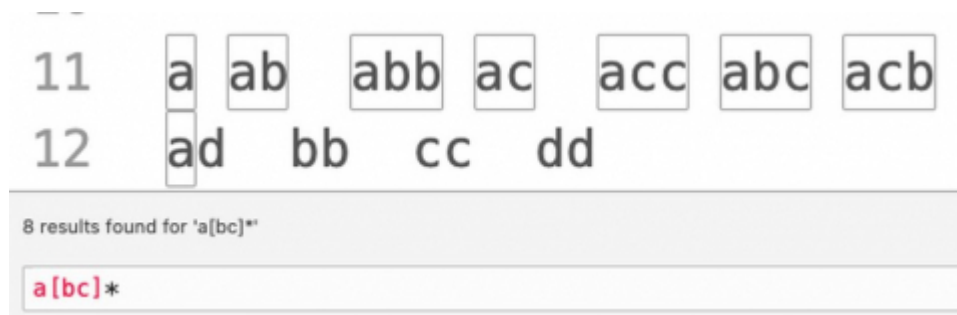 11 a ab abb ac acc abc acb
12 ad bb cc dd
8 results found for 'a[bc]*'
a[bc]*